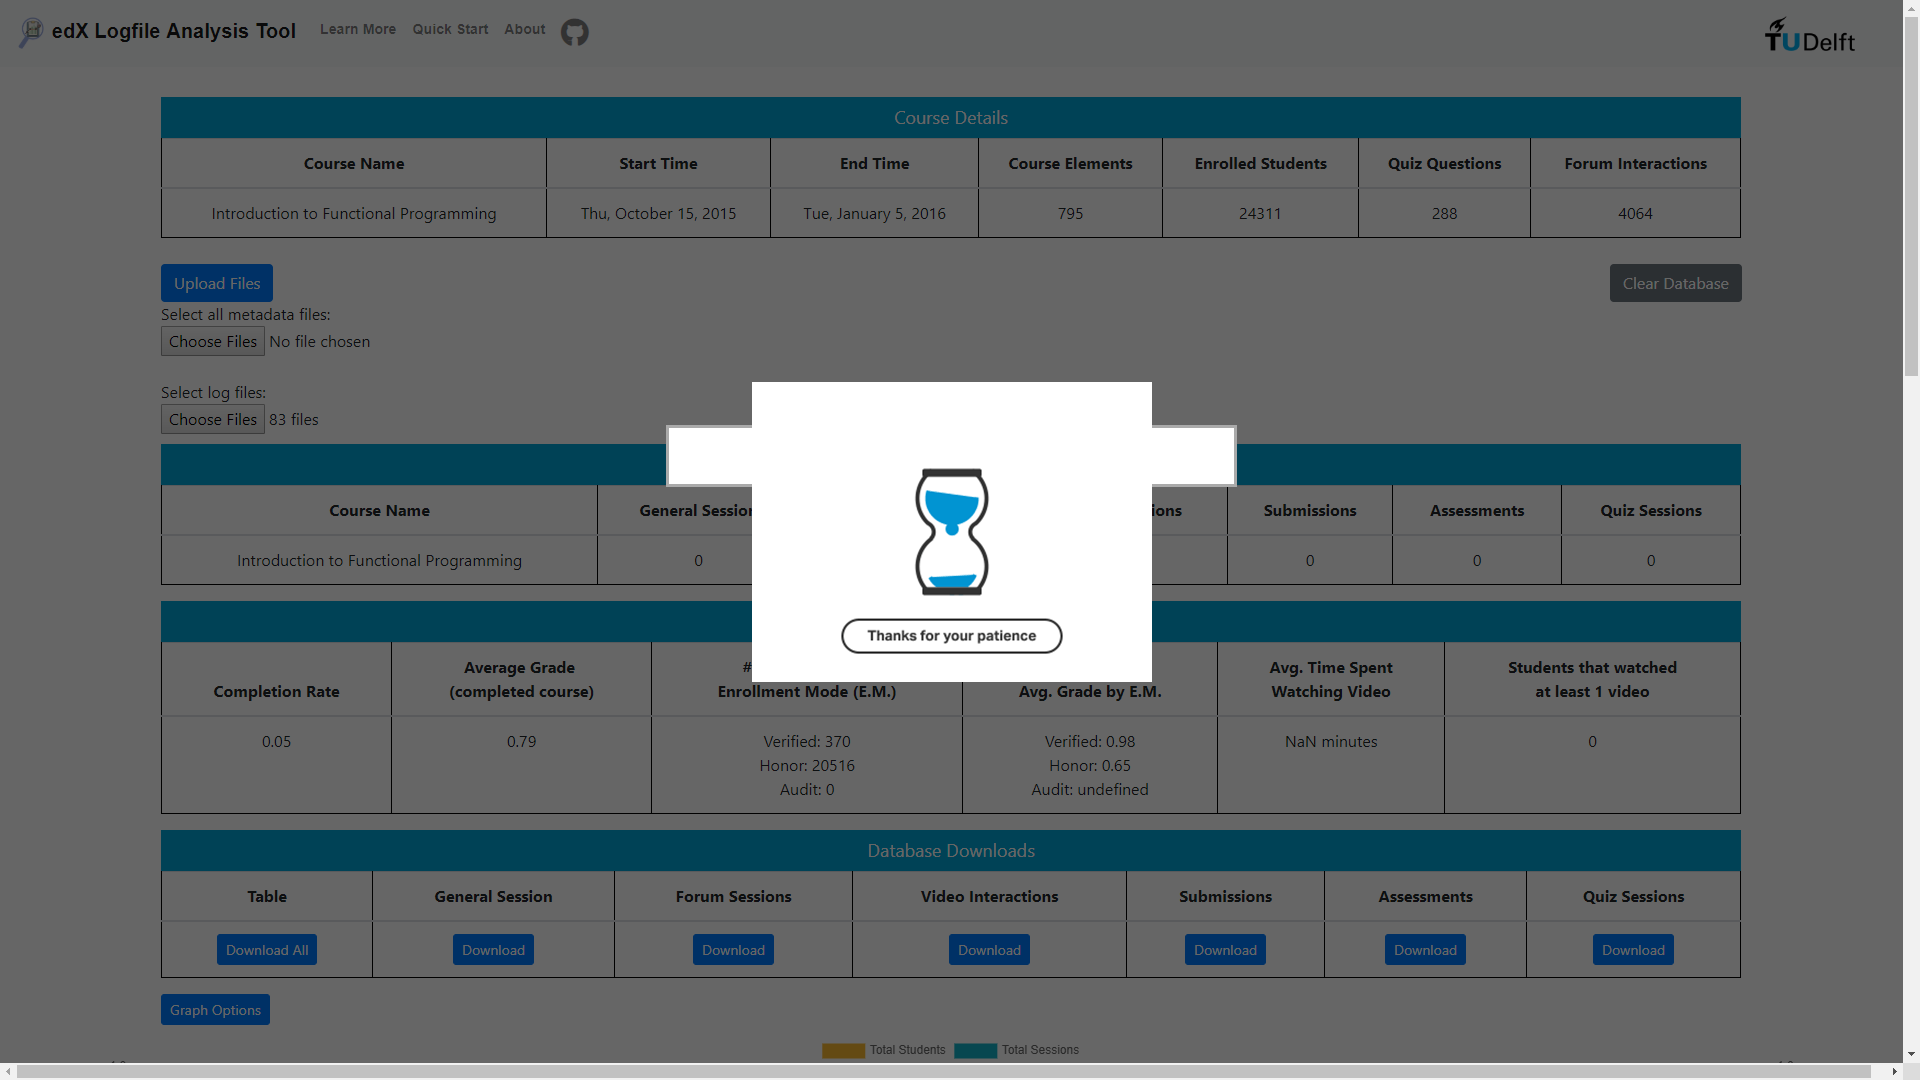 edX Logfile Analysis Tool Learn More Quick Start About TU Delft
Course Details
Course Name Start Time End Time Course Elements Enrolled Students Quiz Questions Forum Interactions
Introduction to Functional Programming Thu, October 15, 2015 Tue, January 5, 2016 795 24311 288 4064
Upload Files Clear Database
Select all metadata files:
Choose Files No file chosen
Select log files:
Choose Files 83 files
Course Name General Submissions Assessments Quiz Sessions
Introduction to Functional Programming 0 0 0 0
Thanks for your patience
Average Grade # Avg. Time Spent Students that watched
Completion Rate (completed course) Enrollment Mode (E.M.) Avg. Grade by E.M. Watching Video at least 1 video
0.05 0.79 Verified: 370 Verified: 0.98 NaN minutes 0
Honor: 20516 Honor: 0.65
Audit: 0 Audit: undefined
Database Downloads
Table General Session Forum Sessions Video Interactions Submissions Assessments Quiz Sessions
Download All Download Download Download Download Download Download
Graph Options
Total Students Total Sessions